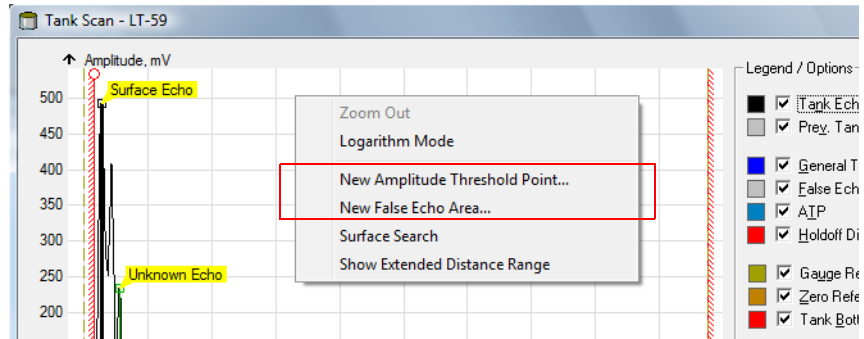 Tank Scan - LT-59
Amplitude, mV
Legend / Options
500
Surface Echo
450
400
350
300
250
Unknown Echo
200
Zoom Out
Logarithm Mode
New Amplitude Threshold Point...
New False Echo Area...
Surface Search
Show Extended Distance Range
Tank Ech
Prev. Tan
General T
False Ech
ATP
Holdoff Di
Gauge Re
Zero Refe
Tank Bott